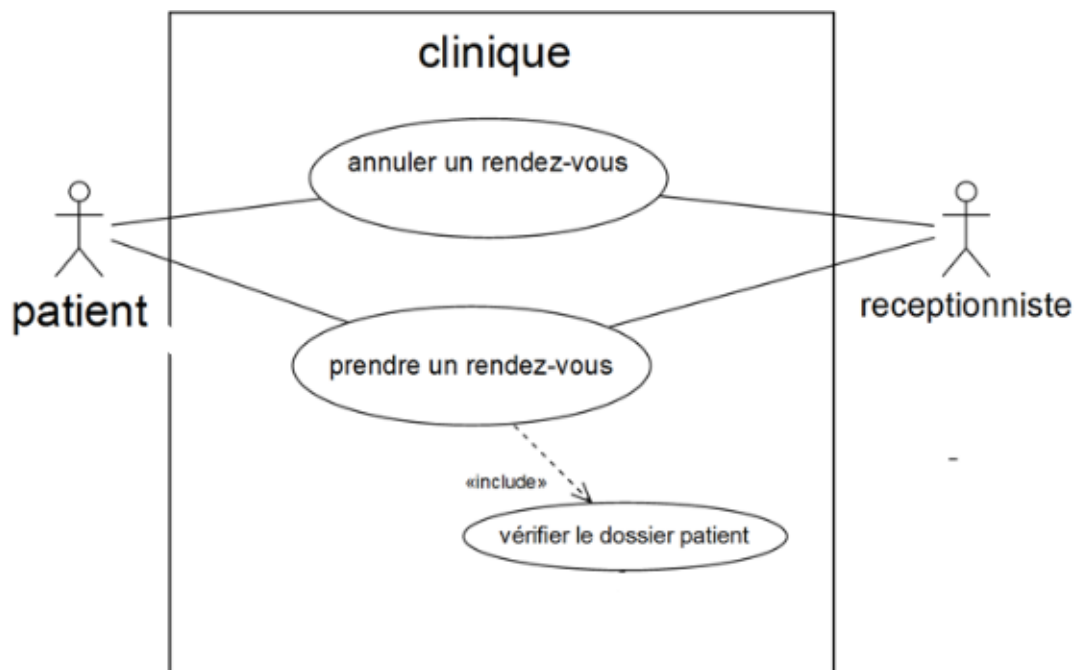 clinique
annuler un rendez-vous
patient
receptionniste
prendre un rendez-vous
«include»
vérifier le dossier patient